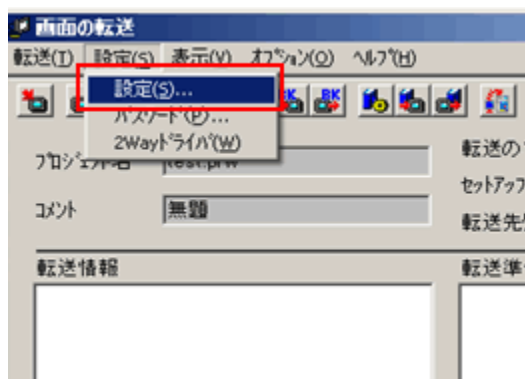 画面の転送
転送(T) 設定(S) 表示(V) オプション(O) ヘルプ(H)
設定(S)...
パスワード(P)...
2Wayドライバ(W)
プロジェクト名 test.prw
転送の
セットアップ
コメント 無題
転送先
転送情報
転送準